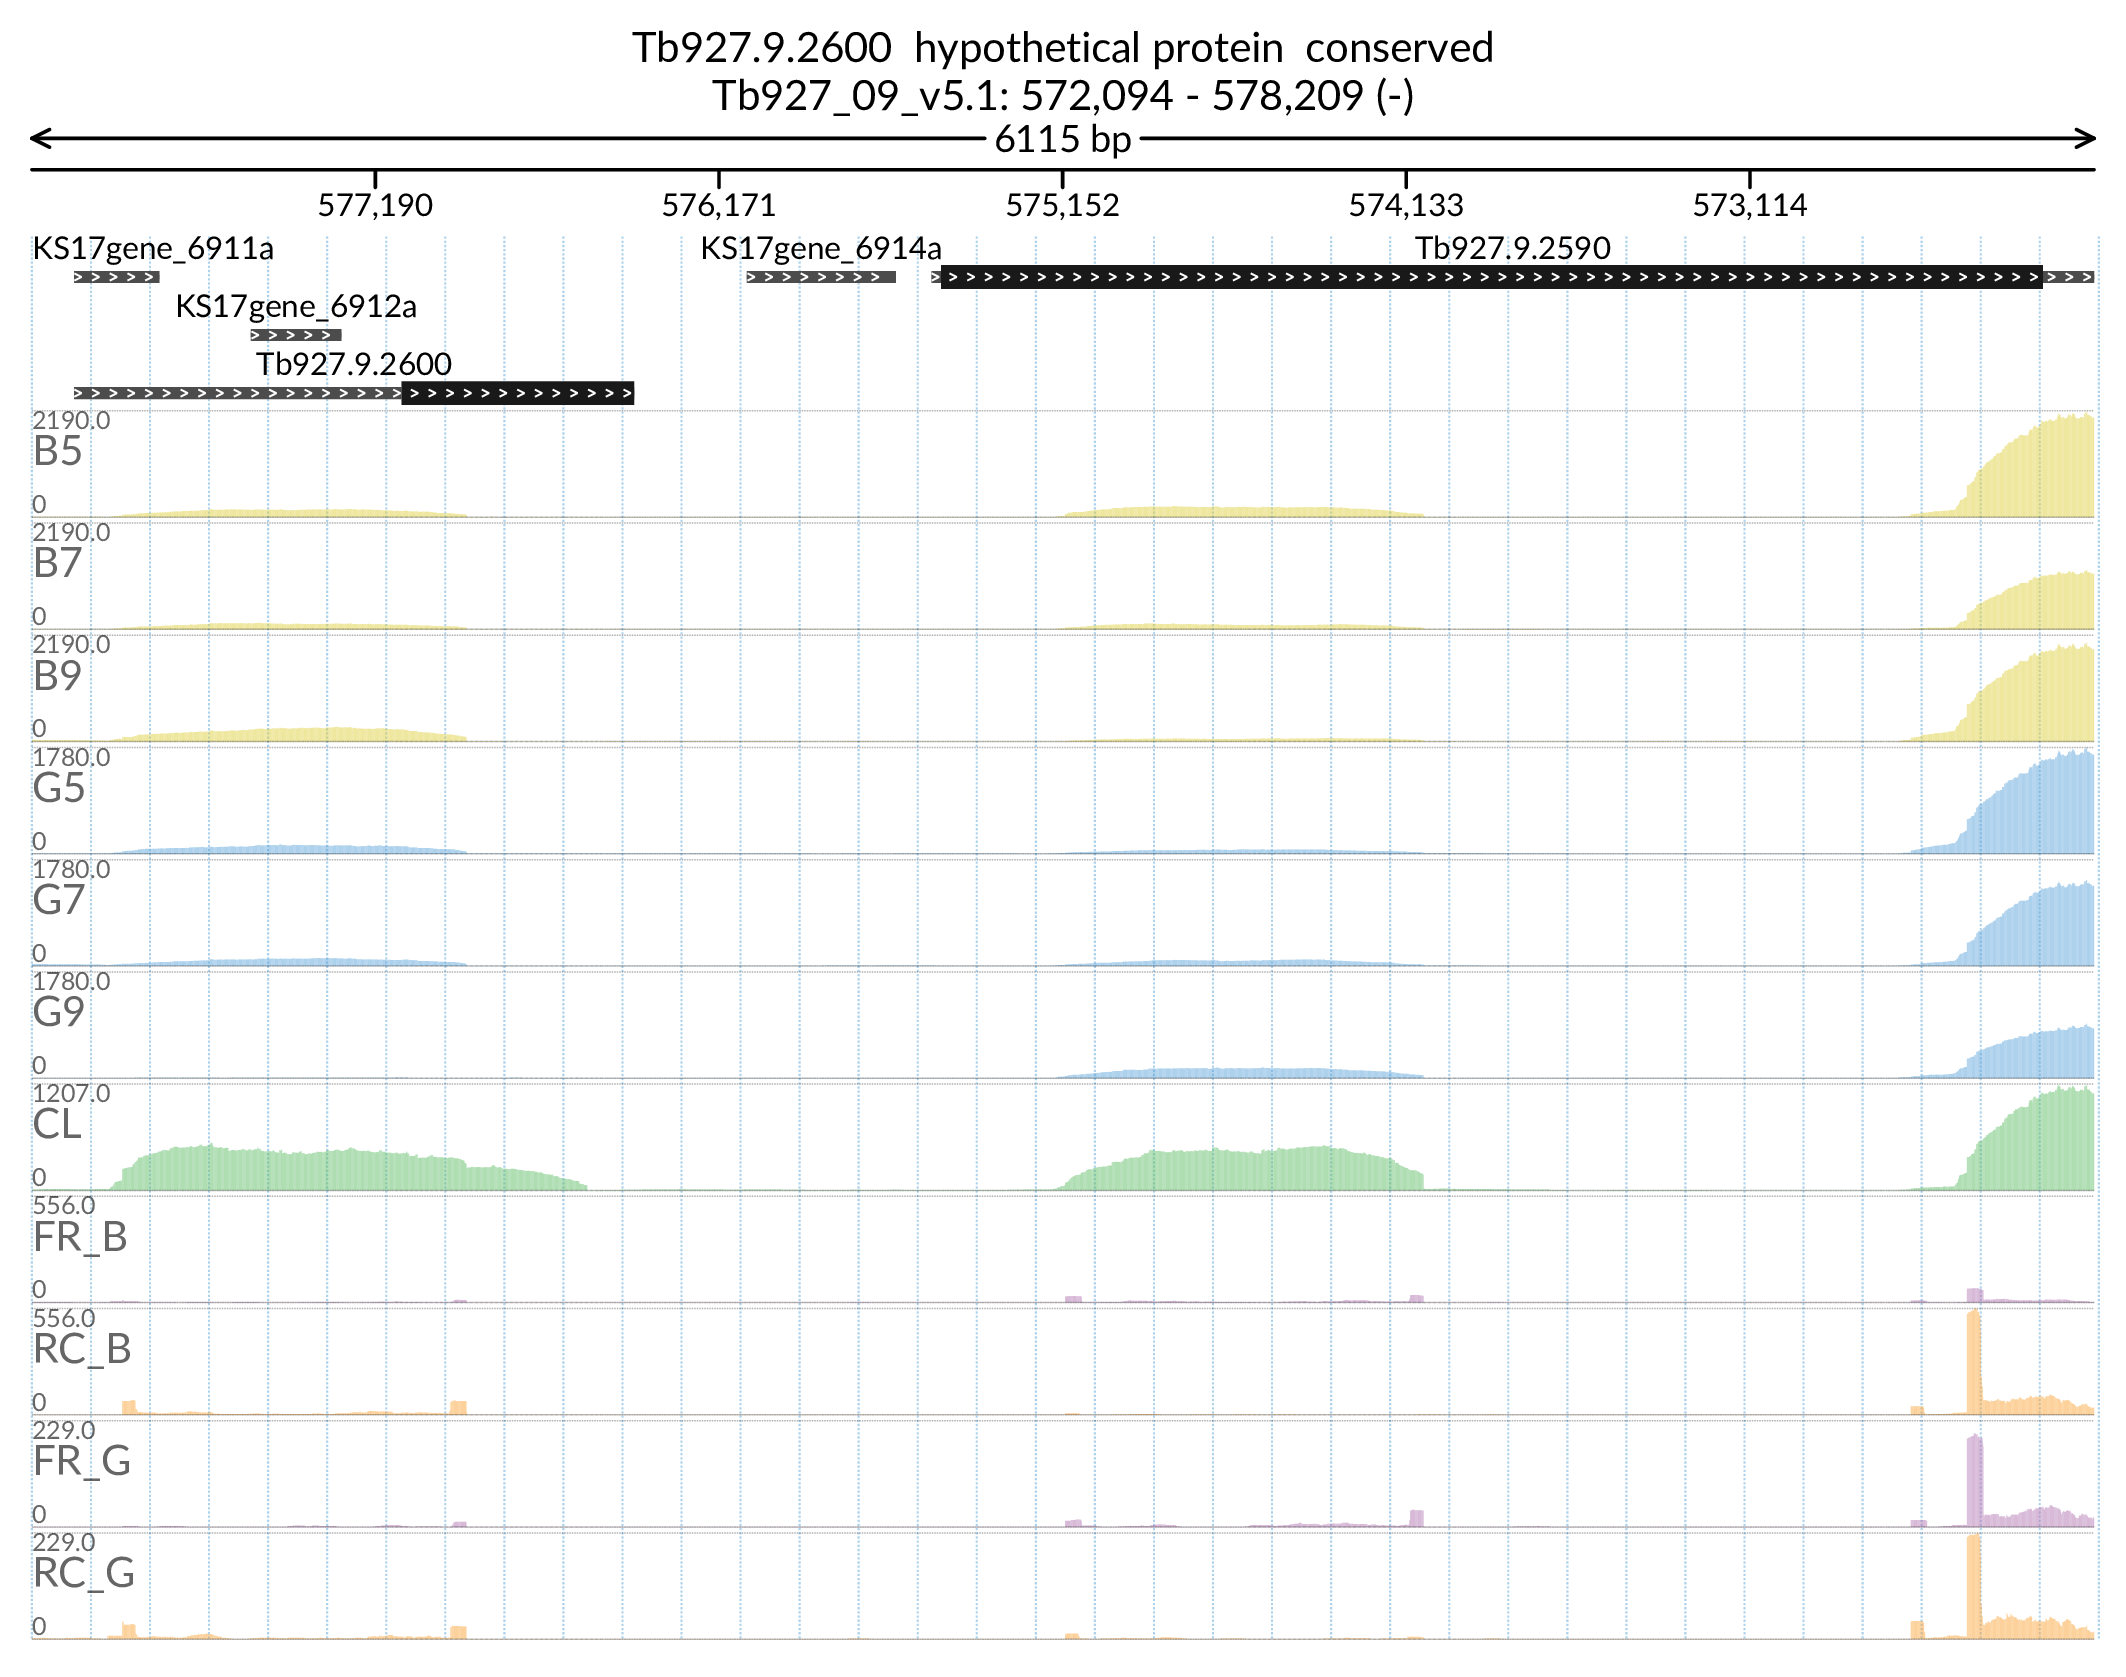 Tb927.9.2600  hypothetical protein  conserved
Tb927_09_v5.1: 572,094 - 578,209 (-)
6115 bp
577,190 576,171 575,152 574,133 573,114
KS17gene_6911a KS17gene_6914a Tb927.9.2590
KS17gene_6912a
Tb927.9.2600
2190.0
B5
0
2190.0
B7
0
2190.0
B9
0
1780.0
G5
0
1780.0
G7
0
1780.0
G9
0
1207.0
CL
0
556.0
FR_B
0
556.0
RC_B
0
229.0
FR_G
0
229.0
RC_G
0